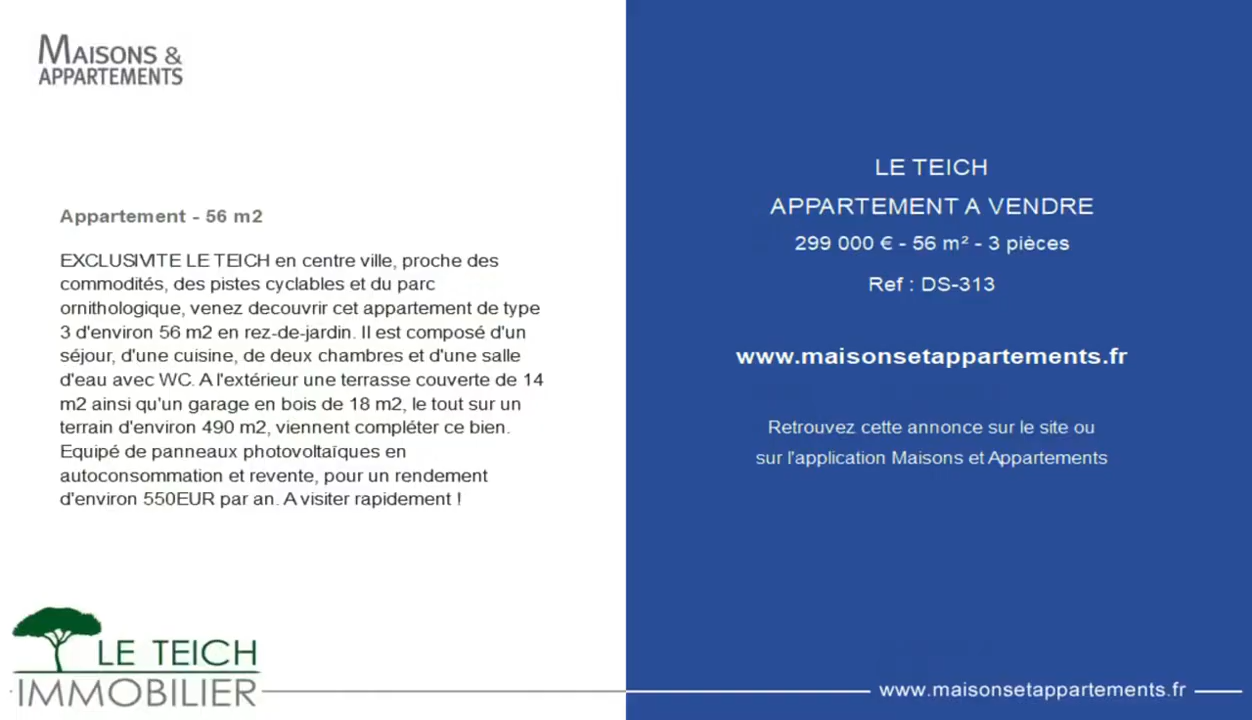 MAISONS &
APPARTEMENTS
Appartement - 56 m2
EXCLUSIVITE LE TEICH en centre ville, proche des
commodités, des pistes cyclables et du parc
ornithologique, venez decouvrir cet appartement de type
3 d'environ 56 m2 en rez-de-jardin. Il est composé d'un
séjour, d'une cuisine, de deux chambres et d'une salle
d'eau avec WC. A l'extérieur une terrasse couverte de 14
m2 ainsi qu'un garage en bois de 18 m2, le tout sur un
terrain d'environ 490 m2, viennent compléter ce bien.
Equipé de panneaux photovoltaïques en
autoconsommation et revente, pour un rendement
d'environ 550EUR par an. A visiter rapidement !
LE TEICH
IMMOBILIER
LE TEICH
APPARTEMENT A VENDRE
299 000 € - 56 m² - 3 pièces
Ref : DS-313
www.maisonsetappartements.fr
Retrouvez cette annonce sur le site ou
sur l'application Maisons et Appartements
www.maisonsetappartements.fr